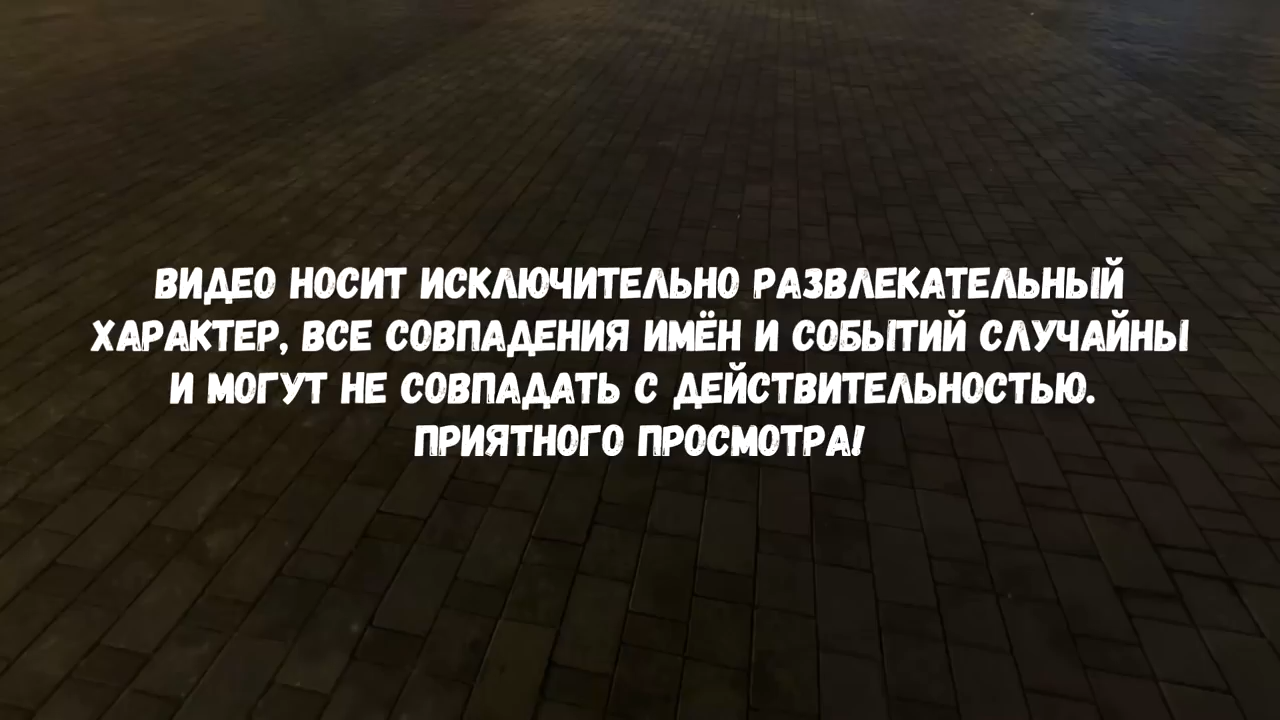 ВИДЕО НОСИТ ИСКЛЮЧИТЕЛЬНО РАЗВЛЕКАТЕЛЬНЫЙ
ХАРАКТЕР, ВСЕ СОВПАДЕНИЯ ИМЁН И СОБЫТИЙ СЛУЧАЙНЫ
И МОГУТ НЕ СОВПАДАТЬ С ДЕЙСТВИТЕЛЬНОСТЬЮ.
ПРИЯТНОГО ПРОСМОТРА!